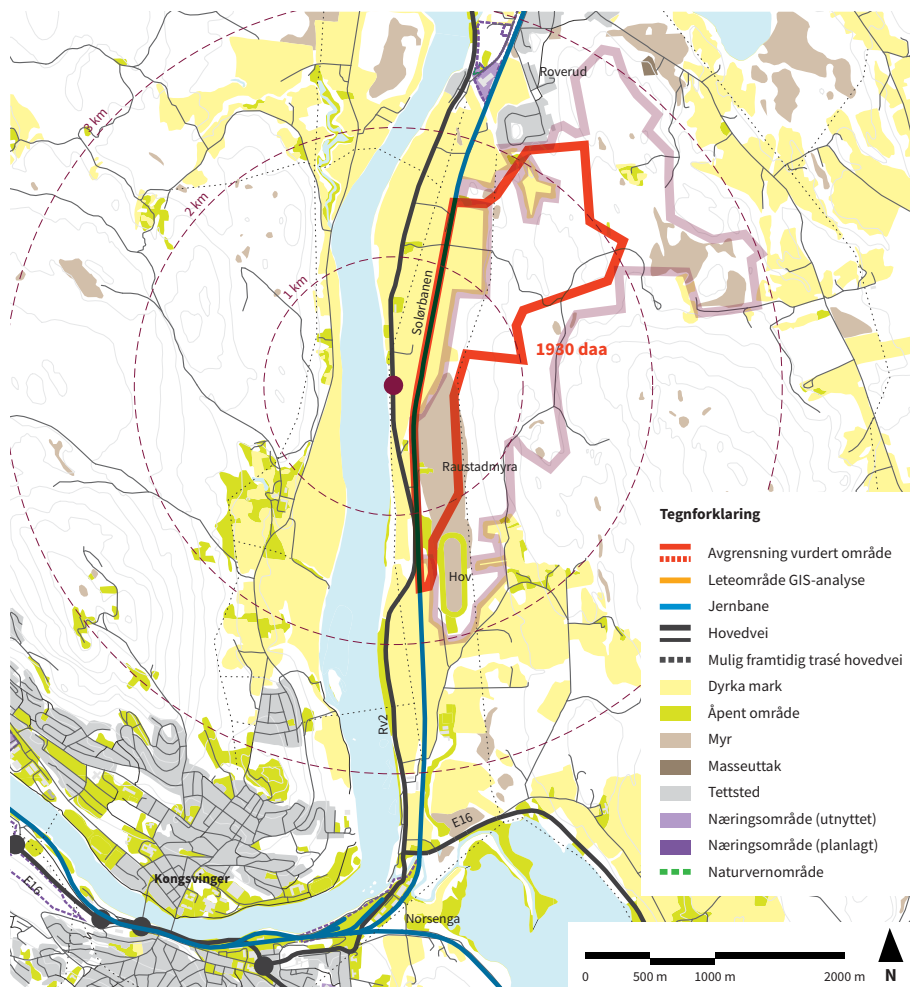 Roverud
3 km
2 km
1 km
Solørbanen
1930 daa
Raustadmyra
Hov
Rv2
E16
Kongsvinger
E16
Norsenga
Tegnforklaring
Avgrensning vurdert område
Leteområde GIS-analyse
Jernbane
Hovedvei
Mulig framtidig trasé hovedvei
Dyrka mark
Åpent område
Myr
Masseuttak
Tettsted
Næringsområde (utnyttet)
Næringsområde (planlagt)
Naturvernområde
0 500 m 1000 m 2000 m
N